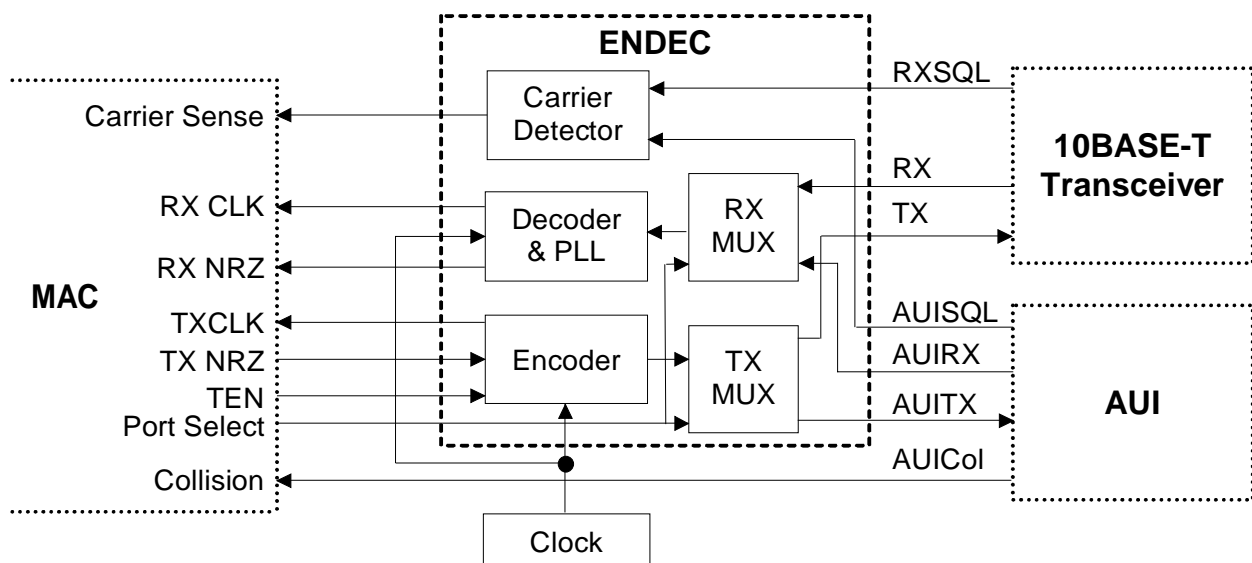 ENDEC
Carrier Sense
Carrier
Detector
RXSQL
10BASE-T
Transceiver
RX CLK
Decoder
& PLL
RX
MUX
RX
TX
RX NRZ
MAC
TXCLK
TX NRZ
TEN
Port Select
Encoder
TX
MUX
AUISQL
AUIRX
AUITX
AUICol
AUI
Collision
Clock